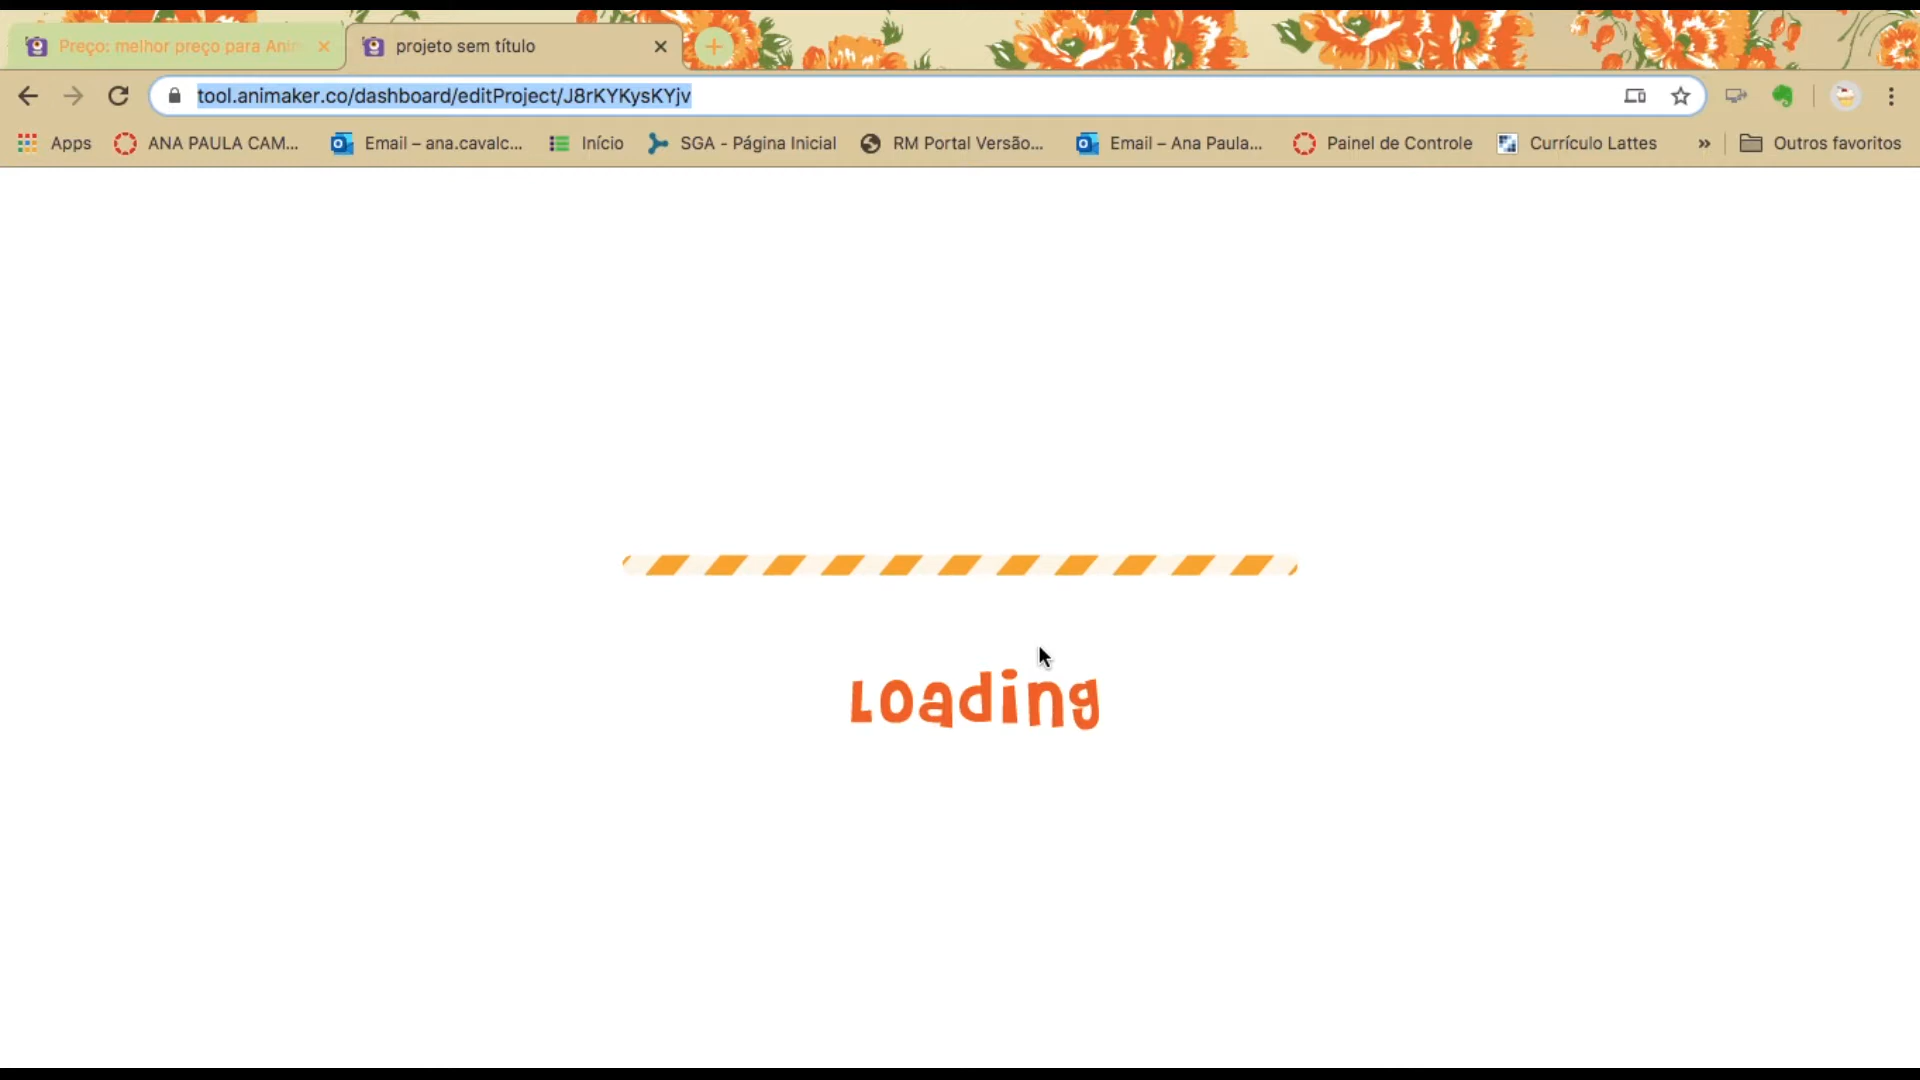 Preço: melhor preço para Anim
projeto sem título
tool.animaker.co/dashboard/editProject/J8rKYKysKYjv
Apps
ANA PAULA CAM...
Email – ana.cavalc...
Início
SGA - Página Inicial
RM Portal Versão...
Email – Ana Paula...
Painel de Controle
Currículo Lattes
»
Outros favoritos
Loading